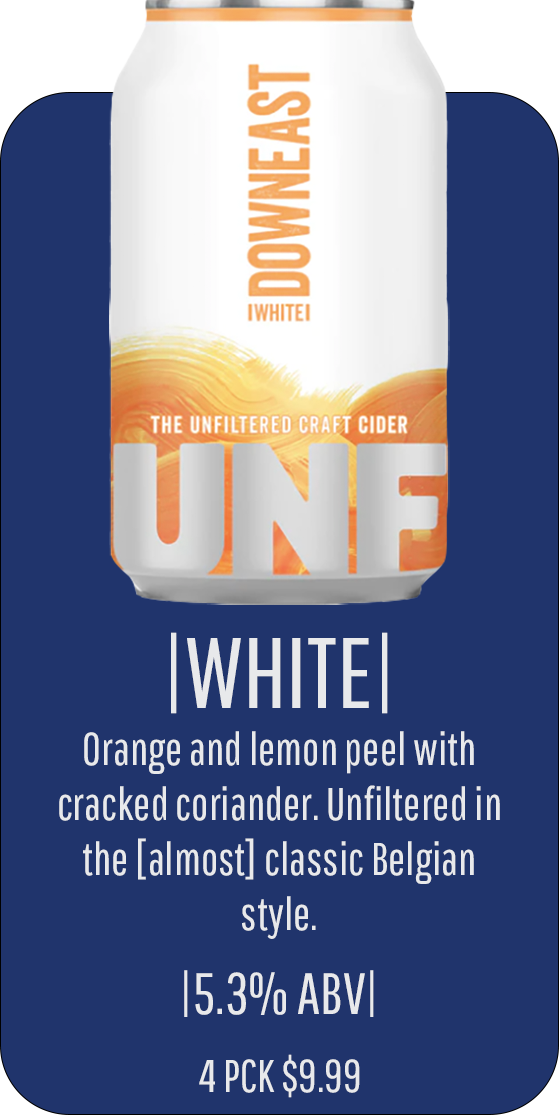 DOWNEAST
|WHITE|
THE UNFILTERED CRAFT CIDER
UNF
|WHITE|
Orange and lemon peel with
cracked coriander. Unfiltered in
the [almost] classic Belgian
style.
|5.3% ABV|
4 PCK $9.99